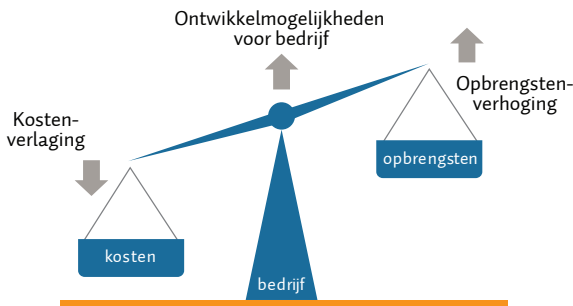 Ontwikkelmogelijkheden
voor bedrijf
Opbrengsten-
verhoging
Kosten-
verlaging
opbrengsten
kosten
bedrijf